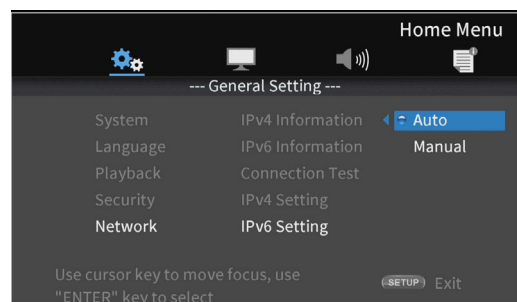 Home Menu
--- General Setting ---
System IPv4 Information Auto
Language IPv6 Information Manual
Playback Connection Test
Security IPv4 Setting
Network IPv6 Setting
Use cursor key to move focus, use
"ENTER" key to select
SETUP Exit